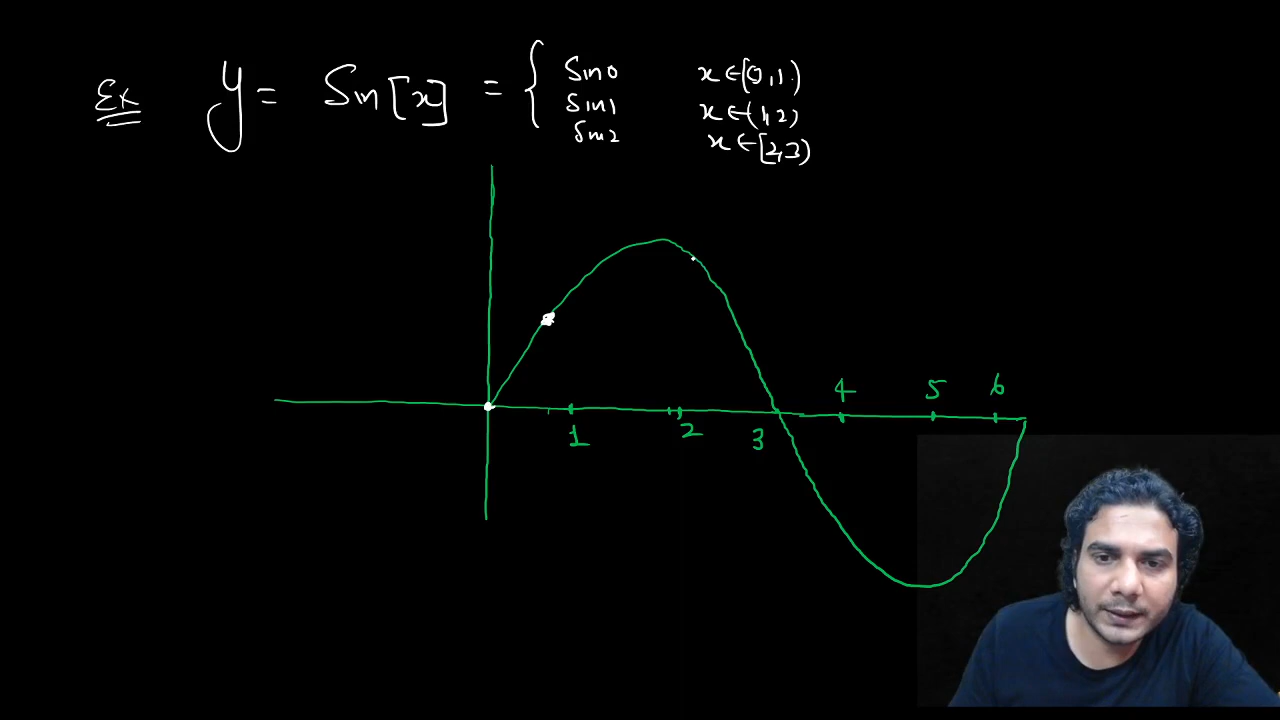 Ex y = Sin[x] = { Sin0 x∈[0,1)
Sin1 x∈[1,2)
Sin2 x∈[2,3)
4 5 6
1 2 3